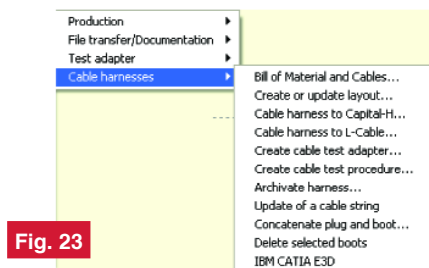 Production
File transfer/Documentation
Test adapter
Cable harnesses
Bill of Material and Cables...
Create or update layout...
Cable harness to Capital-H...
Cable harness to L-Cable...
Create cable test adapter...
Create cable test procedure...
Archivate harness...
Update of a cable string
Concatenate plug and boot...
Delete selected boots
IBM CATIA E3D
Fig. 23